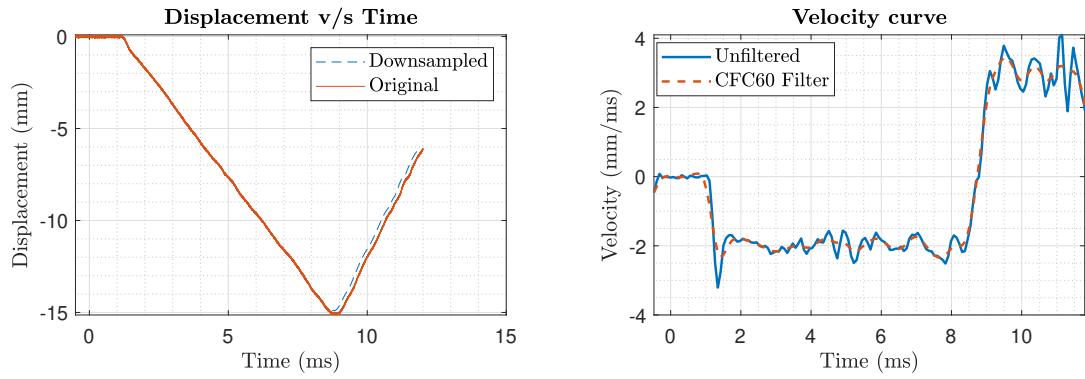 Displacement v/s Time
Displacement (mm)
0
-5
-10
-15
Downsampled
Original
0
5
10
15
Time (ms)
Velocity curve
Velocity (mm/ms)
4
2
0
-2
-4
Unfiltered
CFC60 Filter
0
2
4
6
8
10
Time (ms)